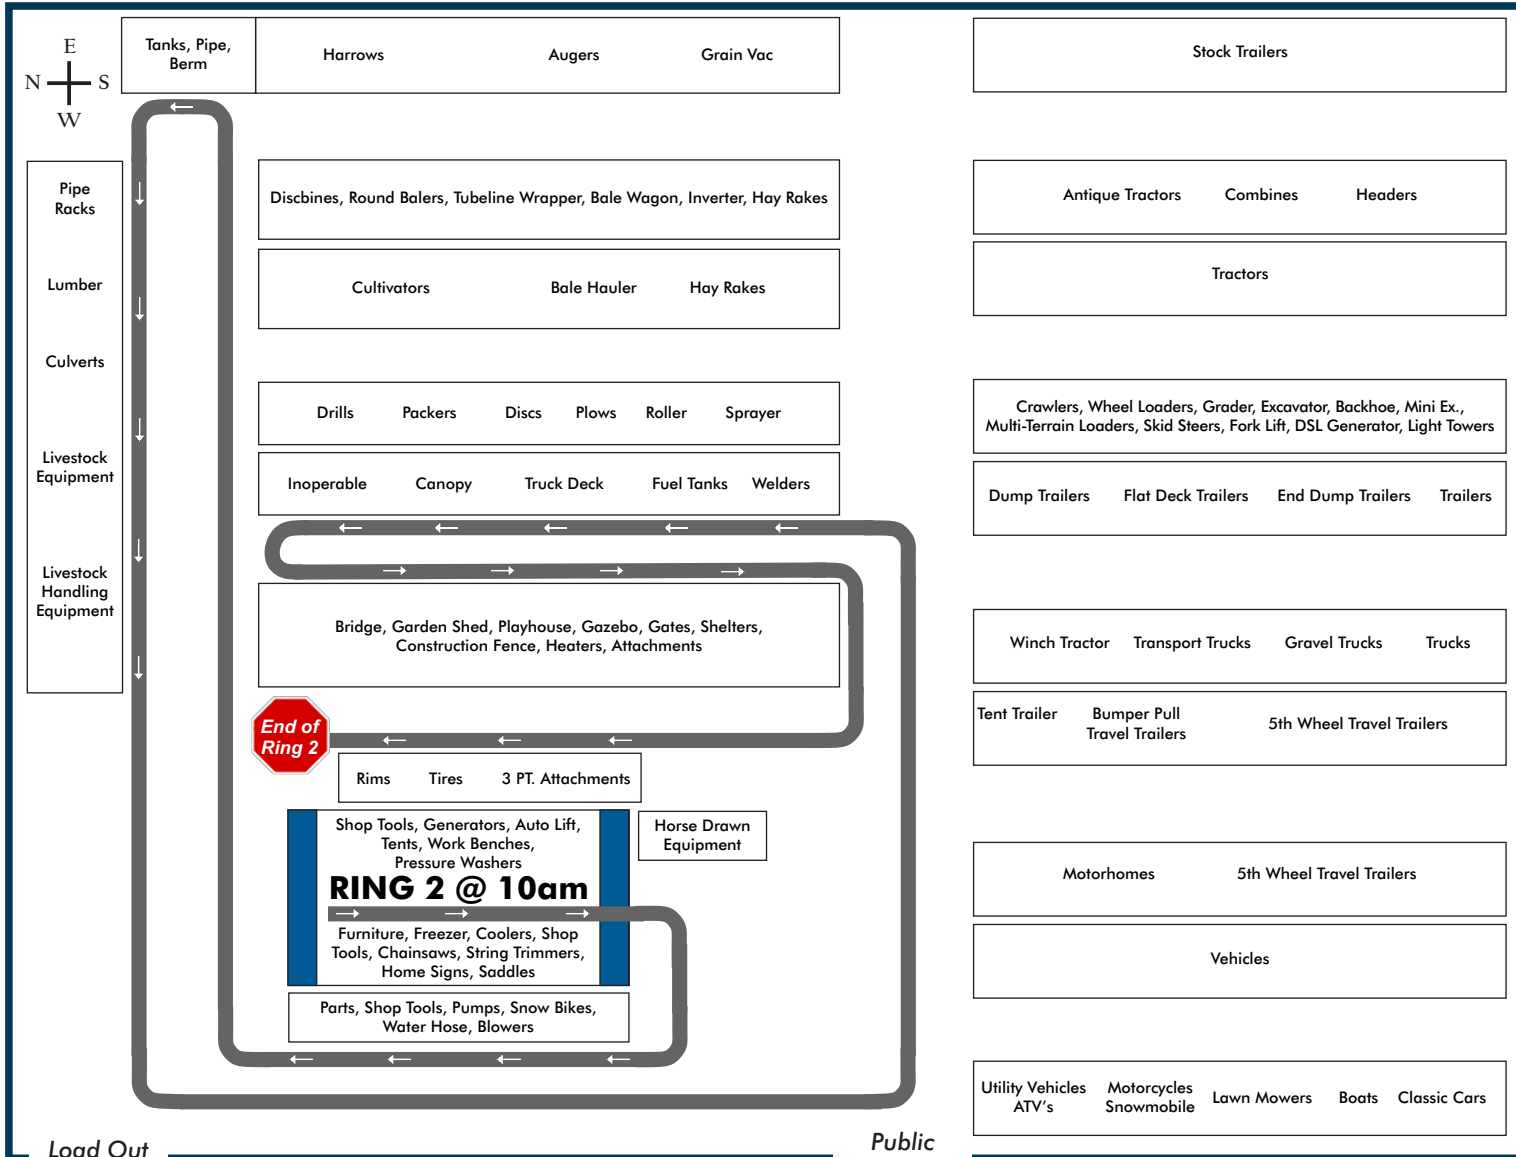 E
N S
W
Tanks, Pipe,
Berm
Harrows Augers Grain Vac
Stock Trailers
Pipe
Racks
Lumber
Culverts
Livestock
Equipment
Livestock
Handling
Equipment
Discbines, Round Balers, Tubeline Wrapper, Bale Wagon, Inverter, Hay Rakes
Cultivators Bale Hauler Hay Rakes
Drills Packers Discs Plows Roller Sprayer
Inoperable Canopy Truck Deck Fuel Tanks Welders
Bridge, Garden Shed, Playhouse, Gazebo, Gates, Shelters,
Construction Fence, Heaters, Attachments
End of
Ring 2
Rims Tires 3 PT. Attachments
Shop Tools, Generators, Auto Lift,
Tents, Work Benches,
Pressure Washers
RING 2 @ 10am
Furniture, Freezer, Coolers, Shop
Tools, Chainsaws, String Trimmers,
Home Signs, Saddles
Horse Drawn
Equipment
Parts, Shop Tools, Pumps, Snow Bikes,
Water Hose, Blowers
Antique Tractors Combines Headers
Tractors
Crawlers, Wheel Loaders, Grader, Excavator, Backhoe, Mini Ex.,
Multi-Terrain Loaders, Skid Steers, Fork Lift, DSL Generator, Light Towers
Dump Trailers Flat Deck Trailers End Dump Trailers Trailers
Winch Tractor Transport Trucks Gravel Trucks Trucks
Tent Trailer
Bumper Pull
Travel Trailers
5th Wheel Travel Trailers
Motorhomes 5th Wheel Travel Trailers
Vehicles
Utility Vehicles
ATV's
Motorcycles
Snowmobile
Lawn Mowers Boats Classic Cars
Load Out
Public